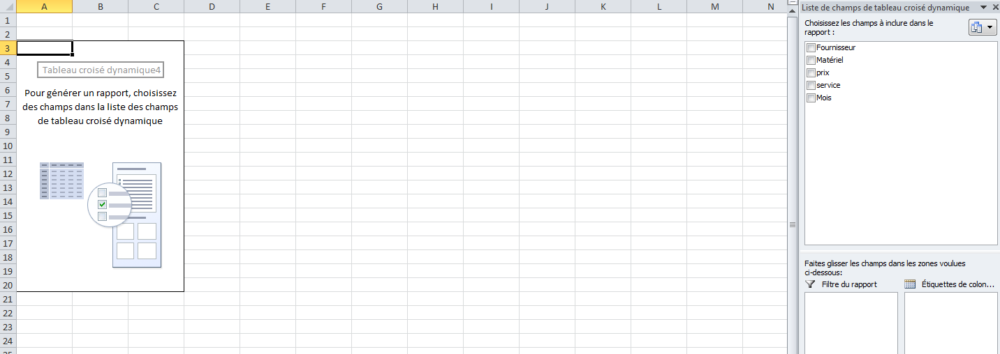 A B C D E F G H I J K L M N
1
2
3
4
5
6
7
8
9
10
11
12
13
14
15
16
17
18
19
20
21
22
23
24
25
Tableau croisé dynamique4
Pour générer un rapport, choisissez
des champs dans la liste des champs
de tableau croisé dynamique
Liste de champs de tableau croisé dynamique
Choisissez les champs à inclure dans le
rapport :
Fournisseur
Matériel
prix
service
Mois
Faites glisser les champs dans les zones voulues
ci-dessous:
Filtre du rapport
Étiquettes de colon...